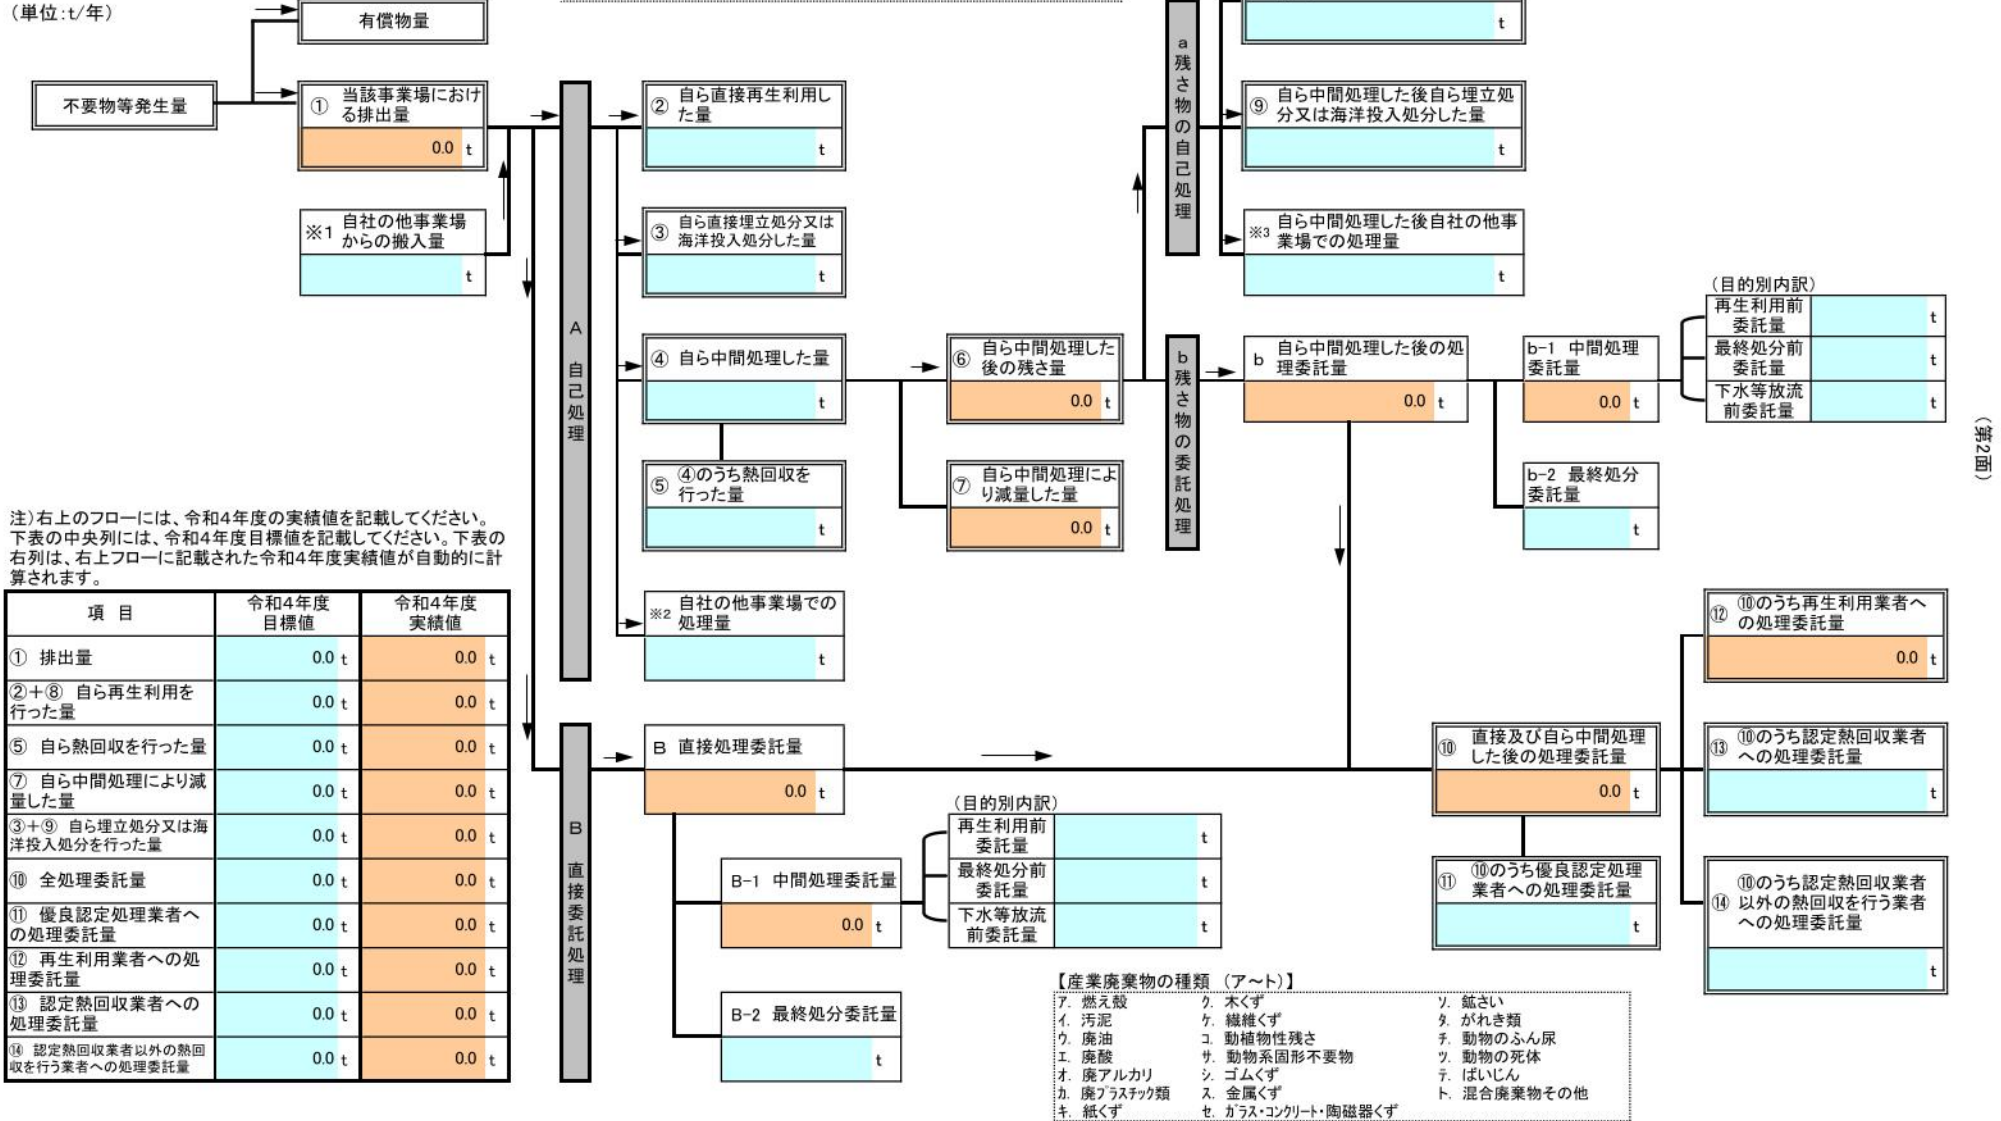 (単位:t/年)
有償物量
不要物等発生量
① 当該事業場におけ
る排出量
0.0 t
※1 自社の他事業場
からの搬入量
t
A 自己処理
② 自ら直接再生利用し
た量
t
③ 自ら直接埋立処分又は
海洋投入処分した量
t
④ 自ら中間処理した量
t
⑤ ④のうち熱回収を
行った量
t
※2 自社の他事業場での
処理量
t
⑥ 自ら中間処理した
後の残さ量
0.0 t
⑦ 自ら中間処理によ
り減量した量
0.0 t
a 残さ物の自己処理
t
⑨ 自ら中間処理した後自ら埋立処
分又は海洋投入処分した量
t
※3 自ら中間処理した後自社の他事
業場での処理量
t
b 残さ物の委託処理
b 自ら中間処理した後の処
理委託量
0.0 t
b-1 中間処理
委託量
0.0 t
(目的別内訳)
再生利用前
委託量
t
最終処分前
委託量
t
下水等放流
前委託量
t
b-2 最終処分
委託量
t
(第2面)
注)右上のフローには、令和4年度の実績値を記載してください。
下表の中央列には、令和4年度目標値を記載してください。下表の
右列は、右上フローに記載された令和4年度実績値が自動的に計
算されます。
項 目
令和4年度
目標値
令和4年度
実績値
① 排出量
0.0 t
0.0 t
②+⑧ 自ら再生利用を
行った量
0.0 t
0.0 t
⑤ 自ら熱回収を行った量
0.0 t
0.0 t
⑦ 自ら中間処理により減
量した量
0.0 t
0.0 t
③+⑨ 自ら埋立処分又は海
洋投入処分を行った量
0.0 t
0.0 t
⑩ 全処理委託量
0.0 t
0.0 t
⑪ 優良認定処理業者へ
の処理委託量
0.0 t
0.0 t
⑫ 再生利用業者への処
理委託量
0.0 t
0.0 t
⑬ 認定熱回収業者への
処理委託量
0.0 t
0.0 t
⑭ 認定熱回収業者以外の熱回
収を行う業者への処理委託量
0.0 t
0.0 t
B 直接委託処理
B 直接処理委託量
0.0 t
B-1 中間処理委託量
0.0 t
(目的別内訳)
再生利用前
委託量
t
最終処分前
委託量
t
下水等放流
前委託量
t
B-2 最終処分委託量
t
⑩ 直接及び自ら中間処理
した後の処理委託量
0.0 t
⑪ ⑩のうち優良認定処理
業者への処理委託量
t
⑫ ⑩のうち再生利用業者へ
の処理委託量
0.0 t
⑬ ⑩のうち認定熱回収業者
への処理委託量
t
⑭ ⑩のうち認定熱回収業者
以外の熱回収を行う業者
への処理委託量
t
【産業廃棄物の種類 (ア~ト)】
ア. 燃え殻
イ. 汚泥
ウ. 廃油
エ. 廃酸
オ. 廃アルカリ
カ. 廃プラスチック類
キ. 紙くず
ク. 木くず
ケ. 繊維くず
コ. 動植物性残さ
サ. 動物系固形不要物
シ. ゴムくず
ス. 金属くず
セ. ガラス・コンクリート・陶磁器くず
ソ. 鉱さい
タ. がれき類
チ. 動物のふん尿
ツ. 動物の死体
テ. ばいじん
ト. 混合廃棄物その他